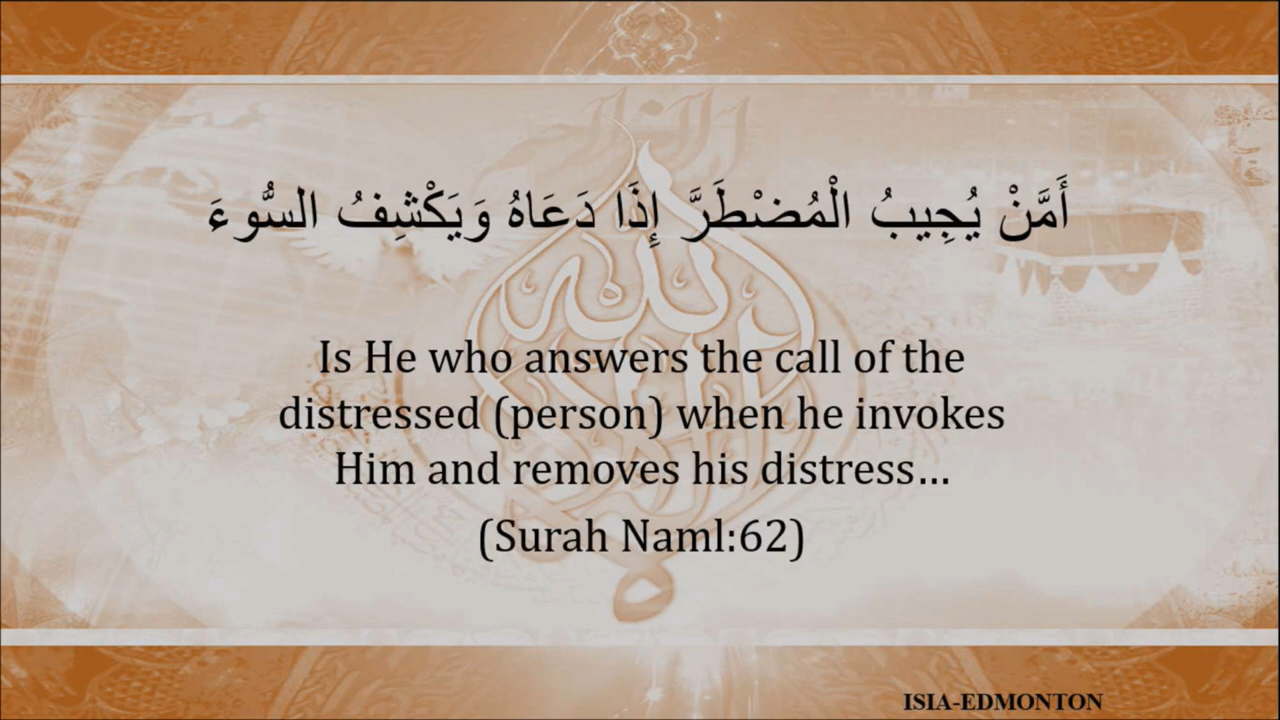 أَمَّنْ يُجِيبُ الْمُضْطَرَّ إِذَا دَعَاهُ وَيَكْشِفُ السُّوءَ
Is He who answers the call of the
distressed (person) when he invokes
Him and removes his distress…
(Surah Naml:62)
ISIA-EDMONTON